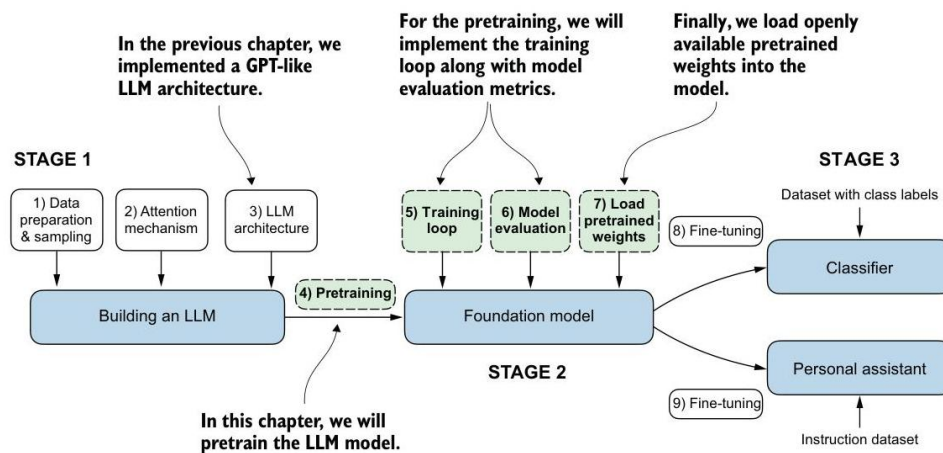 In the previous chapter, we
implemented a GPT-like
LLM architecture.
For the pretraining, we will
implement the training
loop along with model
evaluation metrics.
Finally, we load openly
available pretrained
weights into the
model.
STAGE 1
1) Data
preparation
& sampling
2) Attention
mechanism
3) LLM
architecture
Building an LLM
4) Pretraining
In this chapter, we will
pretrain the LLM model.
5) Training
loop
6) Model
evaluation
7) Load
pretrained
weights
Foundation model
STAGE 2
STAGE 3
Dataset with class labels
8) Fine-tuning
Classifier
Personal assistant
9) Fine-tuning
Instruction dataset